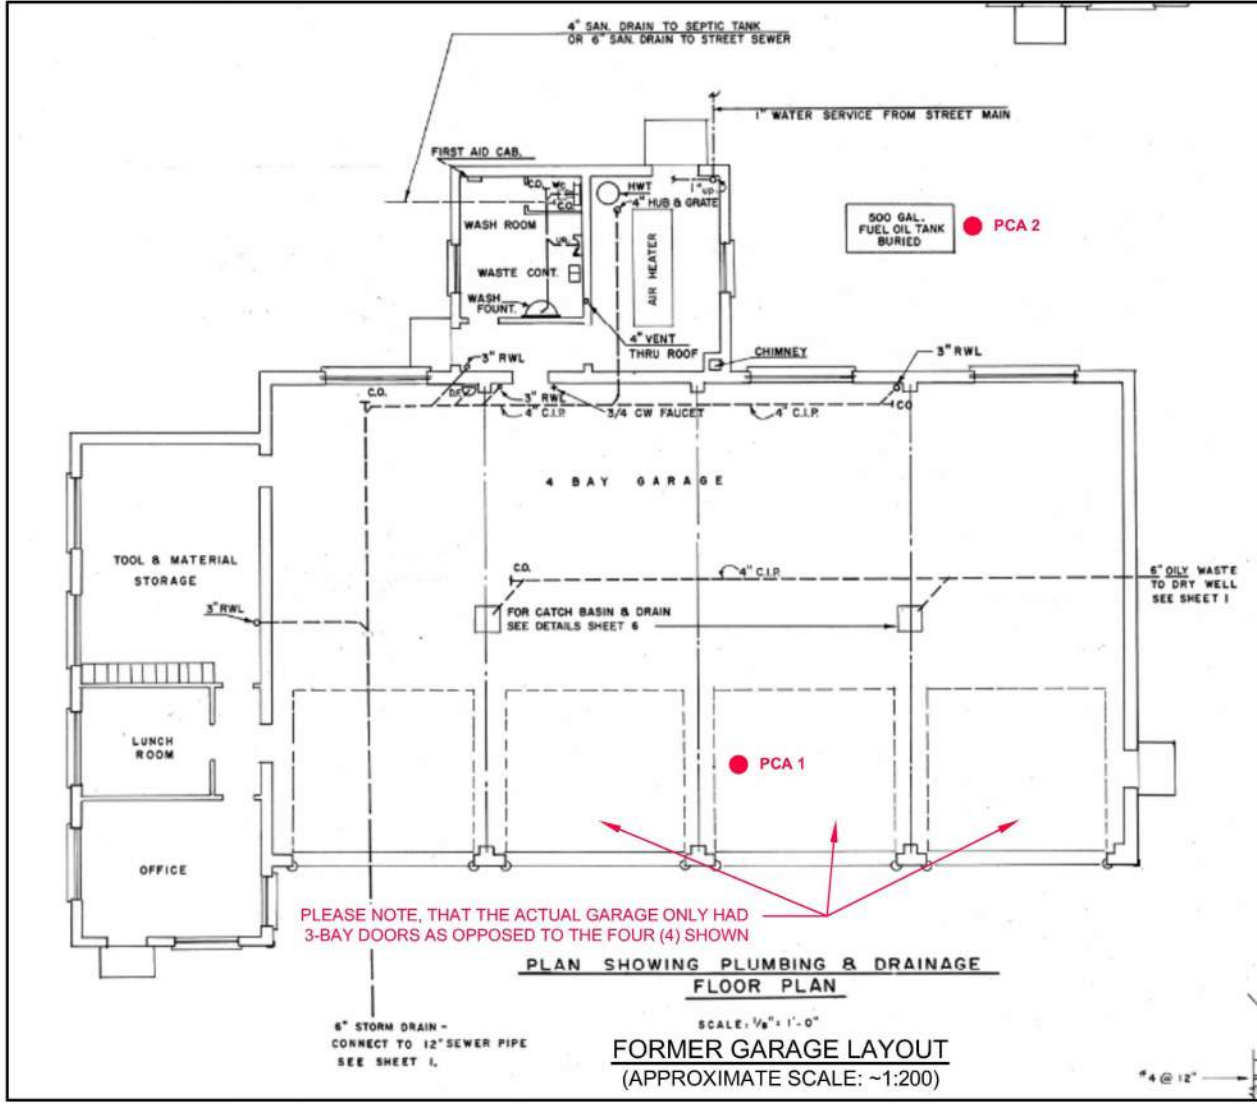 4" SAN. DRAIN TO SEPTIC TANK
OR 6" SAN. DRAIN TO STREET SEWER
1" WATER SERVICE FROM STREET MAIN
FIRST AID CAB.
C.O.
W.C.
C.O.
HWT
1" UP
4" HUB & GRATE
WASH ROOM
UR.
WASTE CONT.
WASH
FOUNT.
AIR HEATER
500 GAL.
FUEL OIL TANK
BURIED
PCA 2
4" VENT
THRU ROOF
CHIMNEY
3" RWL
3" RWL
C.O.
D.F.
3" RWL
4" C.I.P.
3/4 CW FAUCET
4" C.I.P.
CO
4 BAY GARAGE
TOOL & MATERIAL
STORAGE
C.O.
4" C.I.P.
6" OILY WASTE
TO DRY WELL
SEE SHEET 1
3" RWL
FOR CATCH BASIN & DRAIN
SEE DETAILS SHEET 6
LUNCH
ROOM
PCA 1
OFFICE
PLEASE NOTE, THAT THE ACTUAL GARAGE ONLY HAD
3-BAY DOORS AS OPPOSED TO THE FOUR (4) SHOWN
PLAN SHOWING PLUMBING & DRAINAGE
FLOOR PLAN
SCALE: 1/8" = 1'-0"
6" STORM DRAIN -
CONNECT TO 12" SEWER PIPE
SEE SHEET 1.
FORMER GARAGE LAYOUT
(APPROXIMATE SCALE: ~1:200)
#4 @ 12"